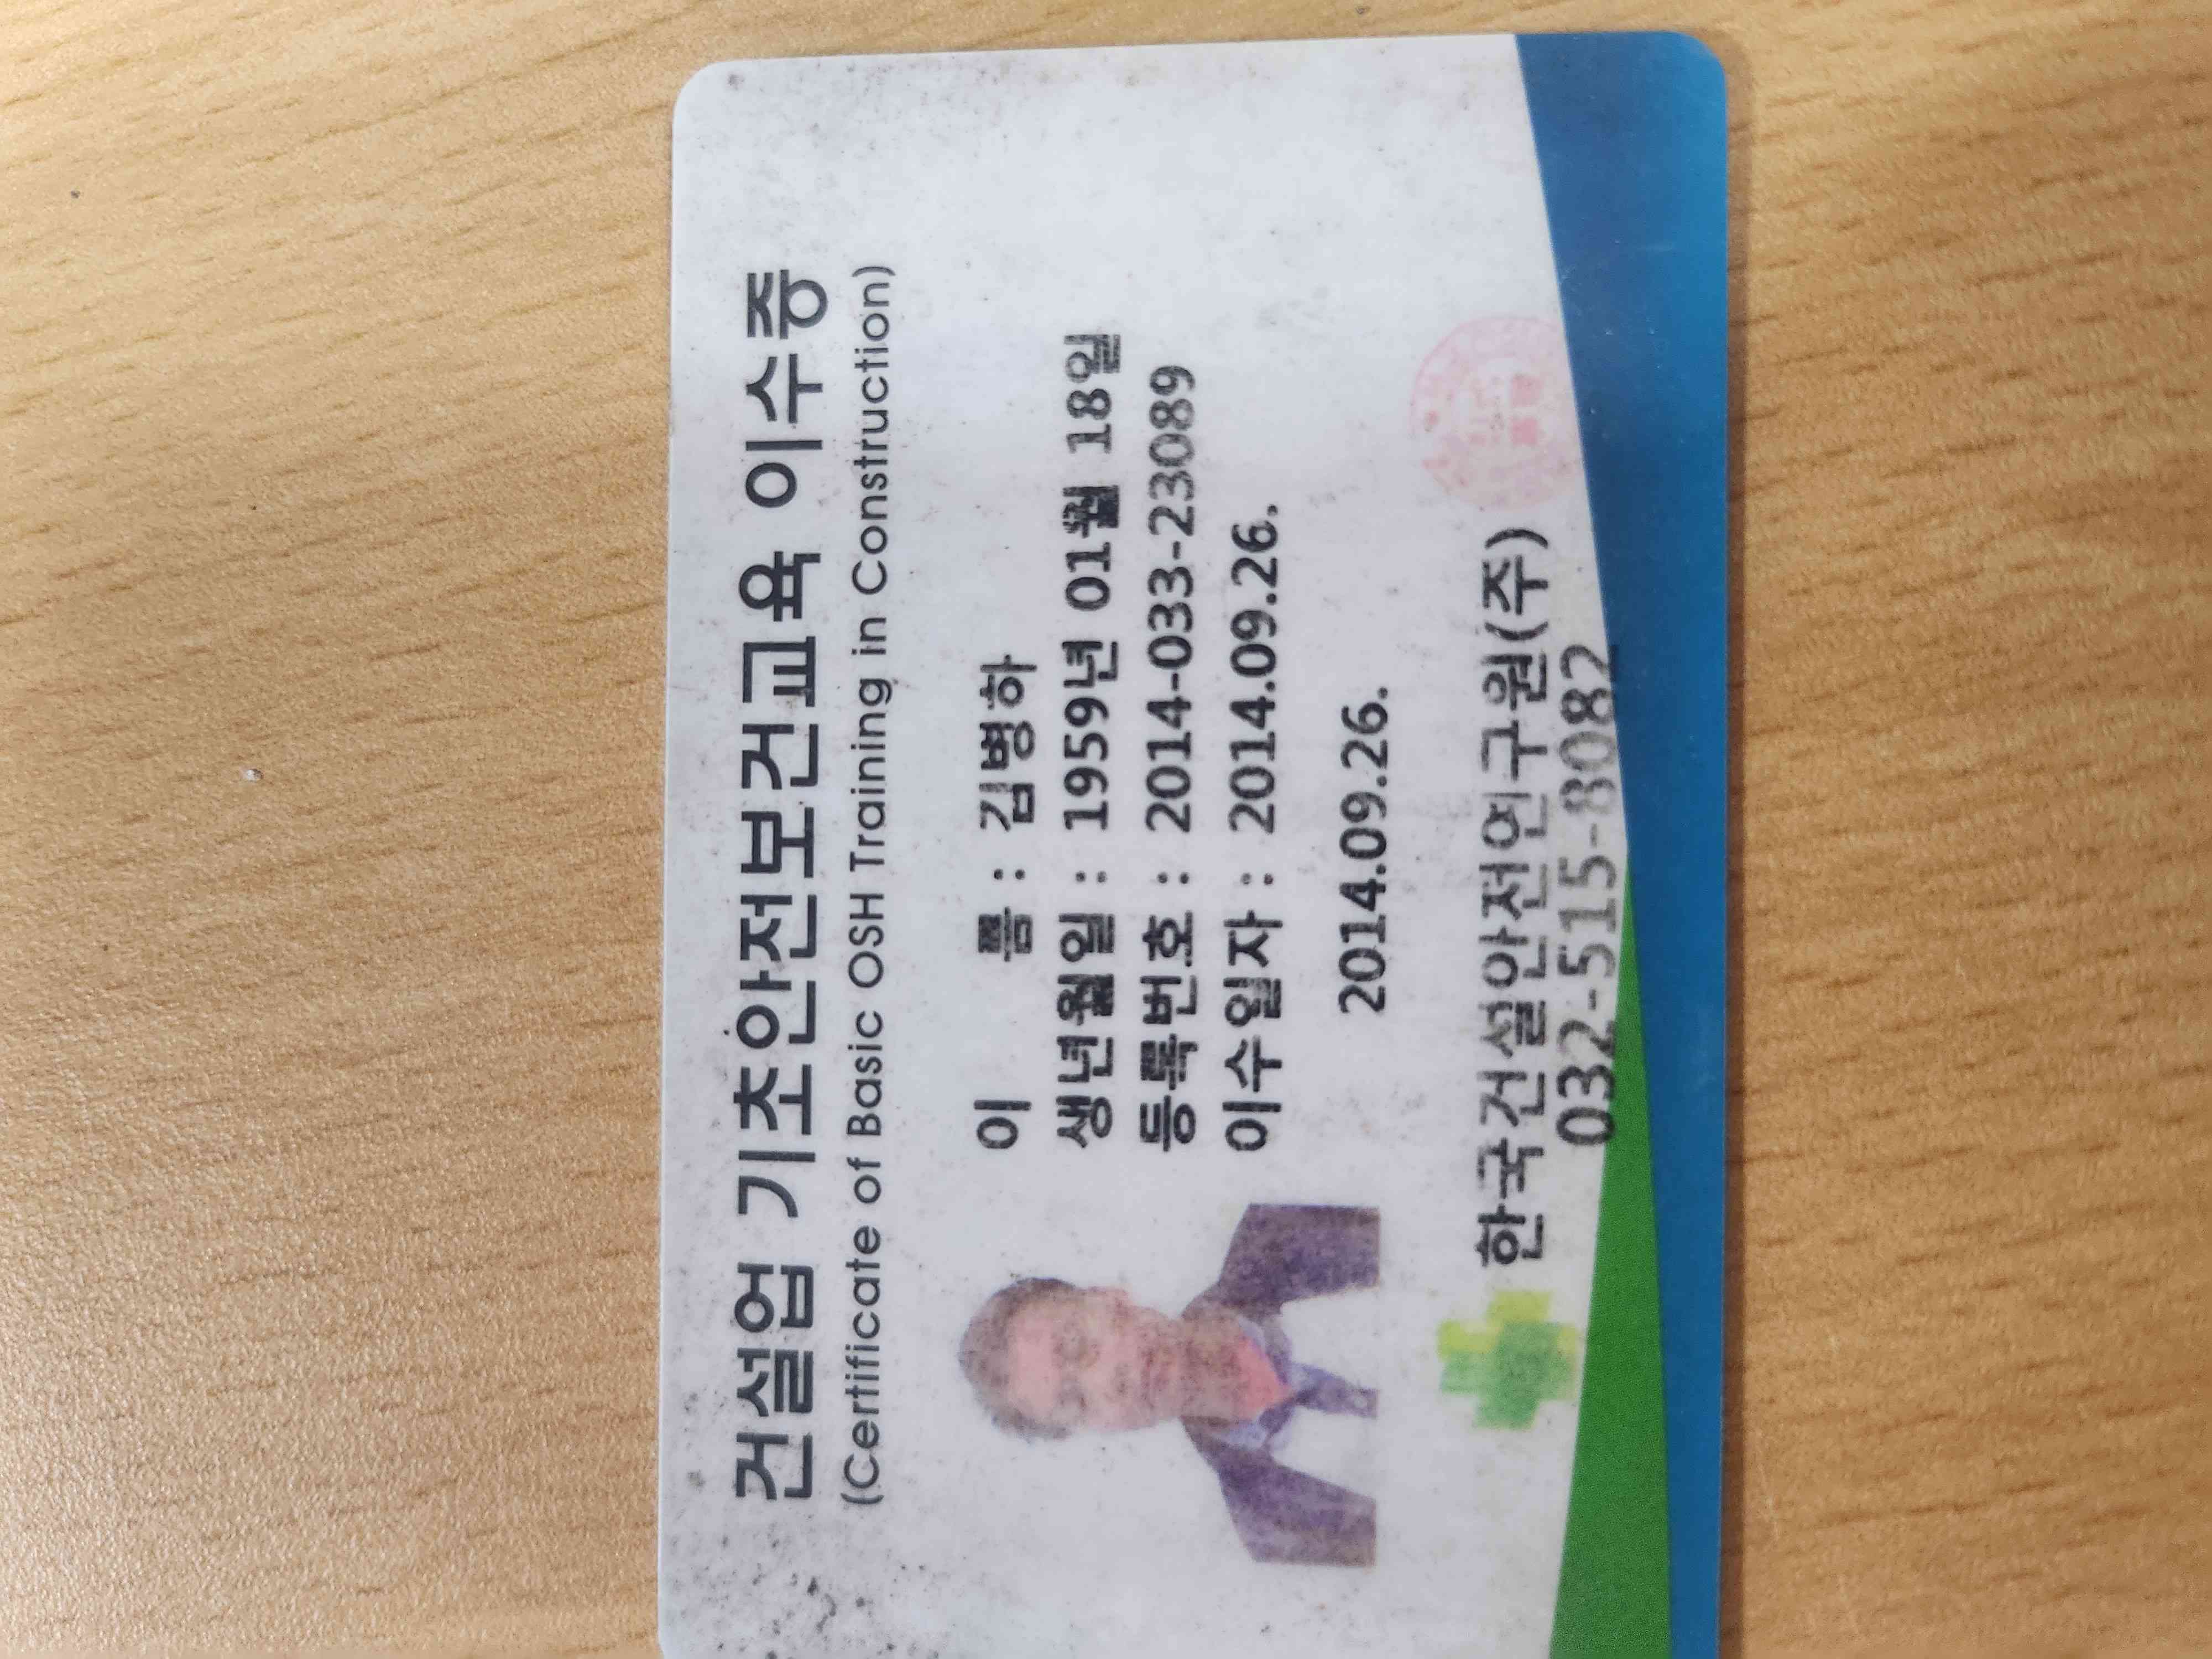 건설업 기초안전보건교육 이수증
(Certificate of Basic OSH Training in Construction)
이 름 : 김병하
생년월일 : 1959년 01월 18일
등록번호 : 2014-033-23089
이수일자 : 2014.09.26.
2014.09.26.
한국건설안전연구원(주)
032-515-8082